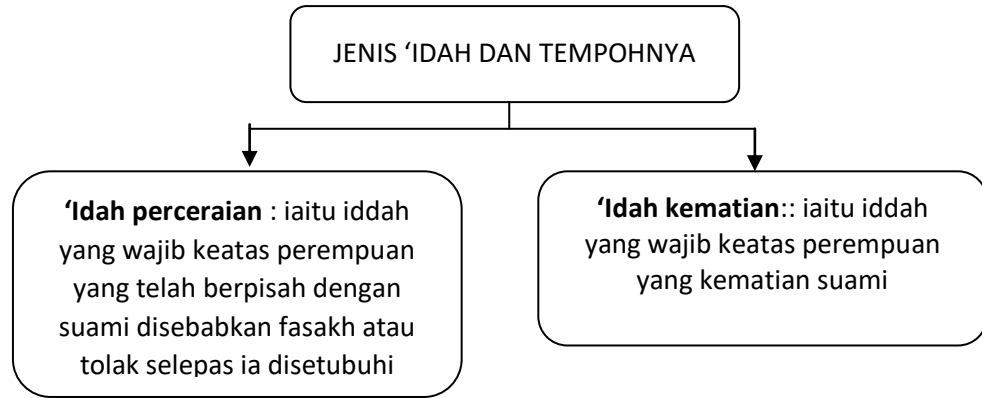 JENIS ‘IDAH DAN TEMPOHNYA
‘Idah perceraian : iaitu iddah
yang wajib keatas perempuan
yang telah berpisah dengan
suami disebabkan fasakh atau
tolak selepas ia disetubuhi
‘Idah kematian:: iaitu iddah
yang wajib keatas perempuan
yang kematian suami